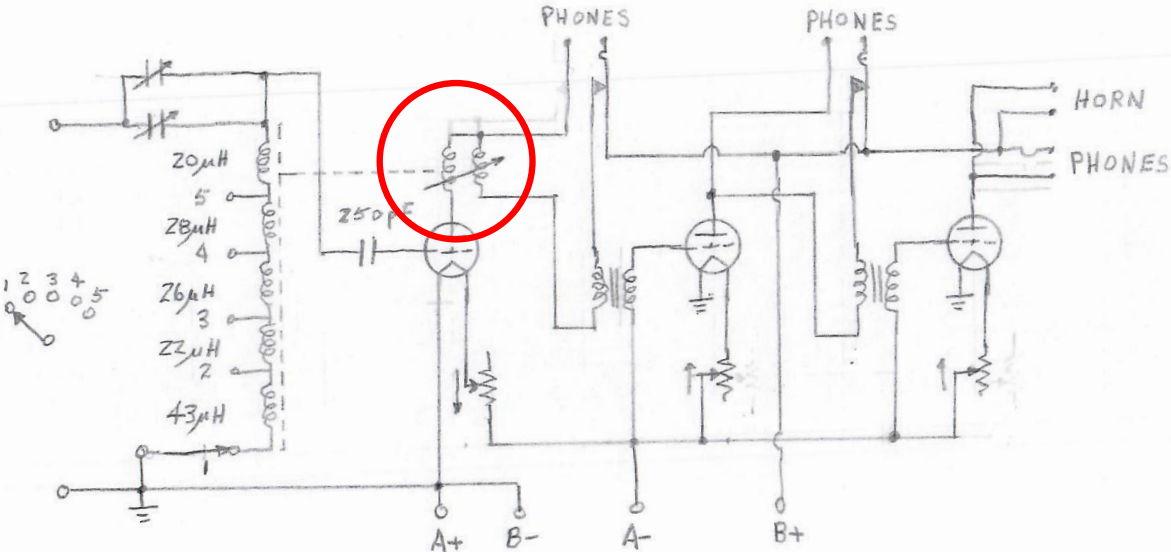 PHONES
PHONES
HORN
PHONES
20μH
5
28μH
250pF
4
1 2 3 4 5
26μH
3
22μH
2
43μH
1
A+ B- A- B+